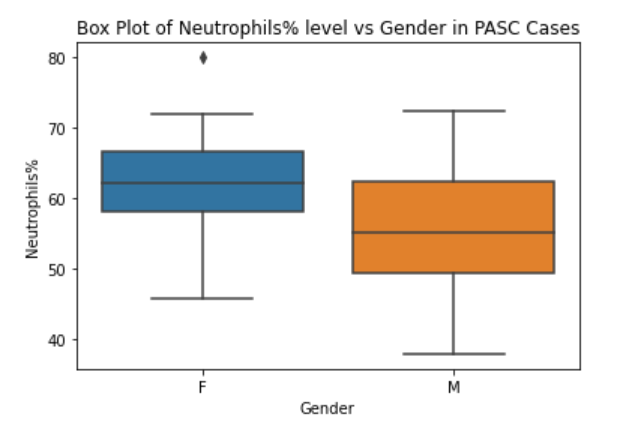 Box Plot of Neutrophils% level vs Gender in PASC Cases
80
70
60
50
40
Neutrophils%
F M
Gender